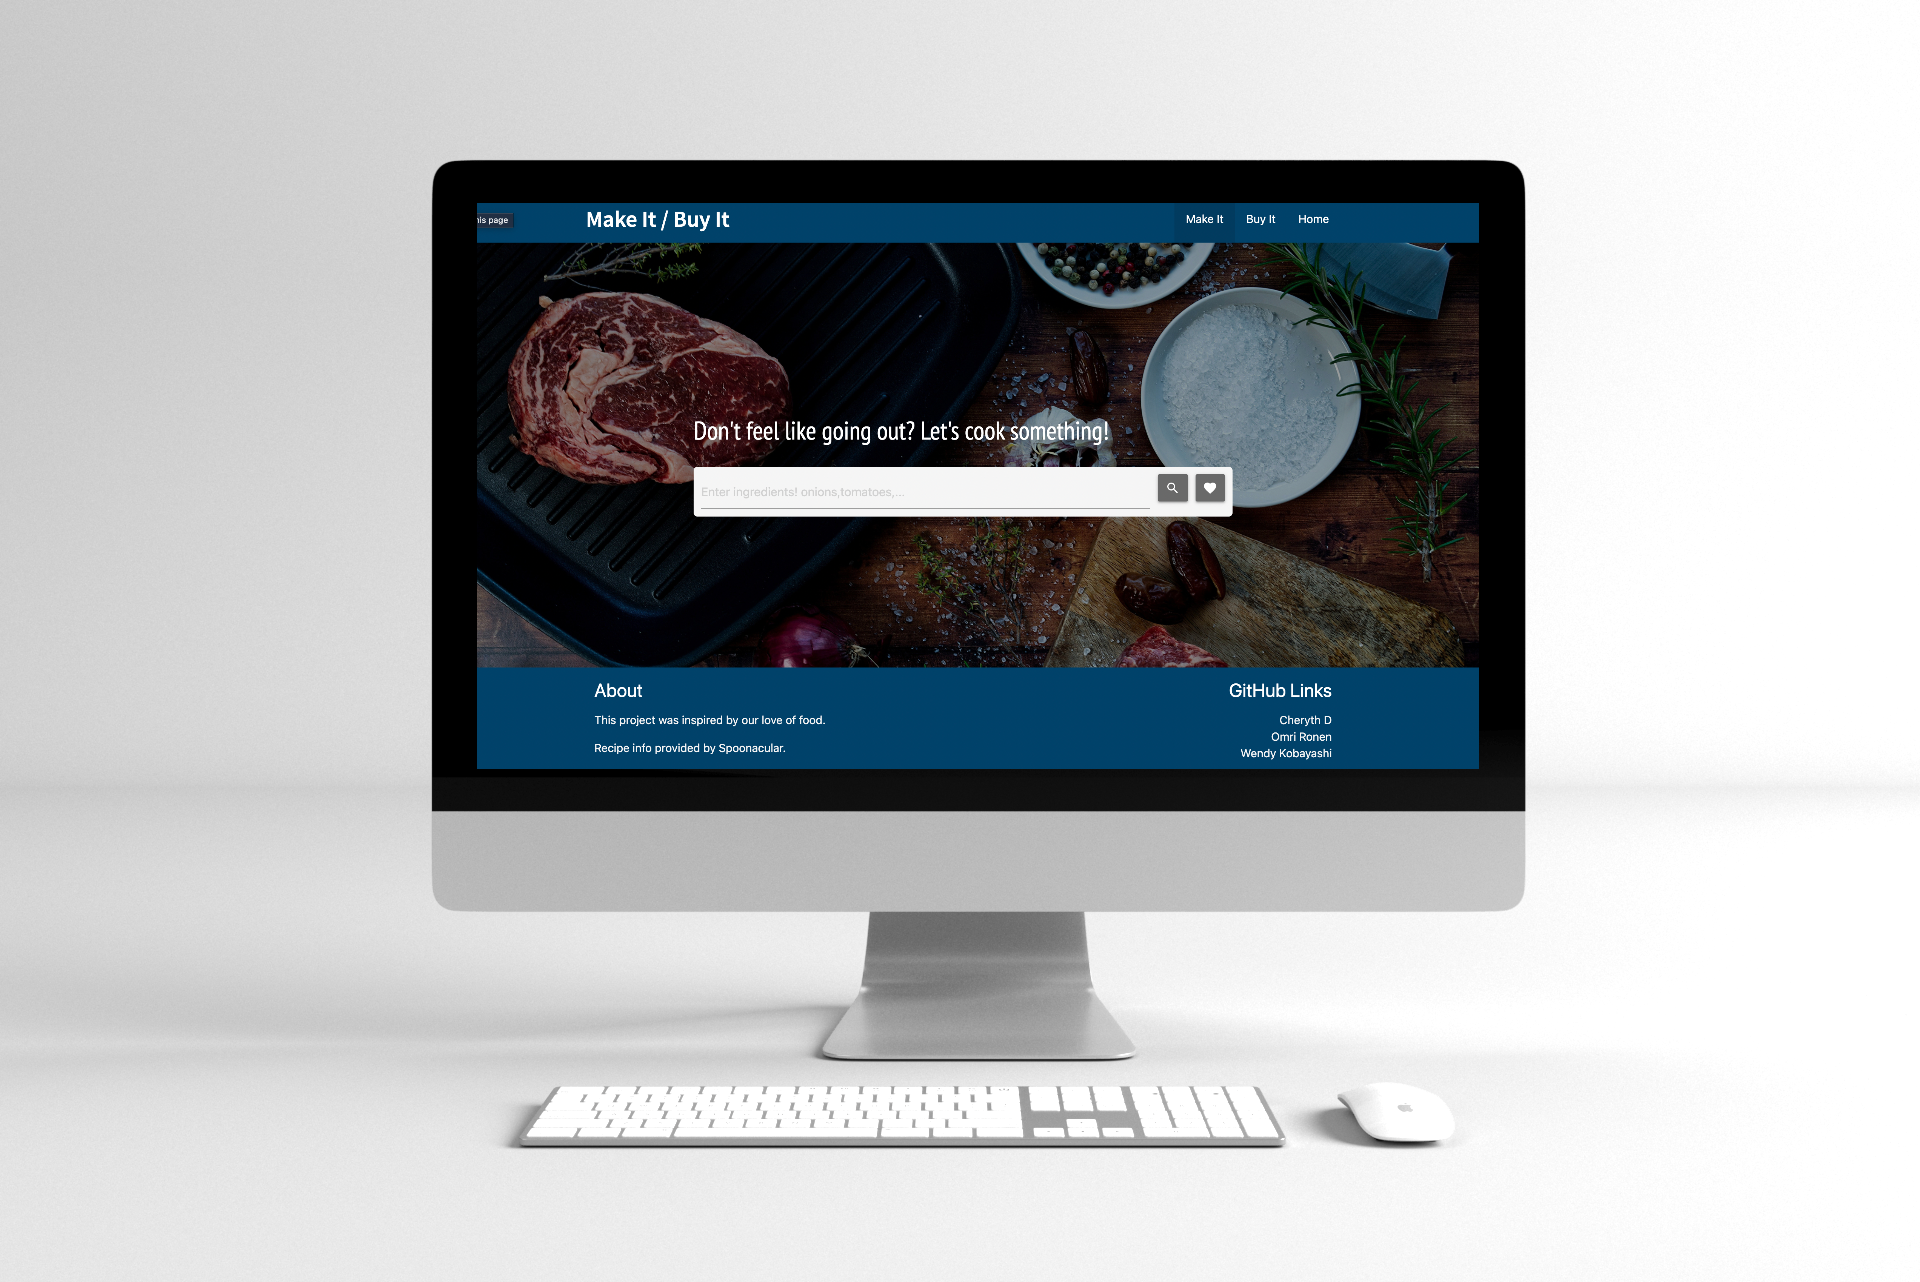 his page
Make It / Buy It
Make It
Buy It
Home
Don't feel like going out? Let's cook something!
Enter ingredients! onions,tomatoes,...
About
This project was inspired by our love of food.
Recipe info provided by Spoonacular.
GitHub Links
Cheryth D
Omri Ronen
Wendy Kobayashi